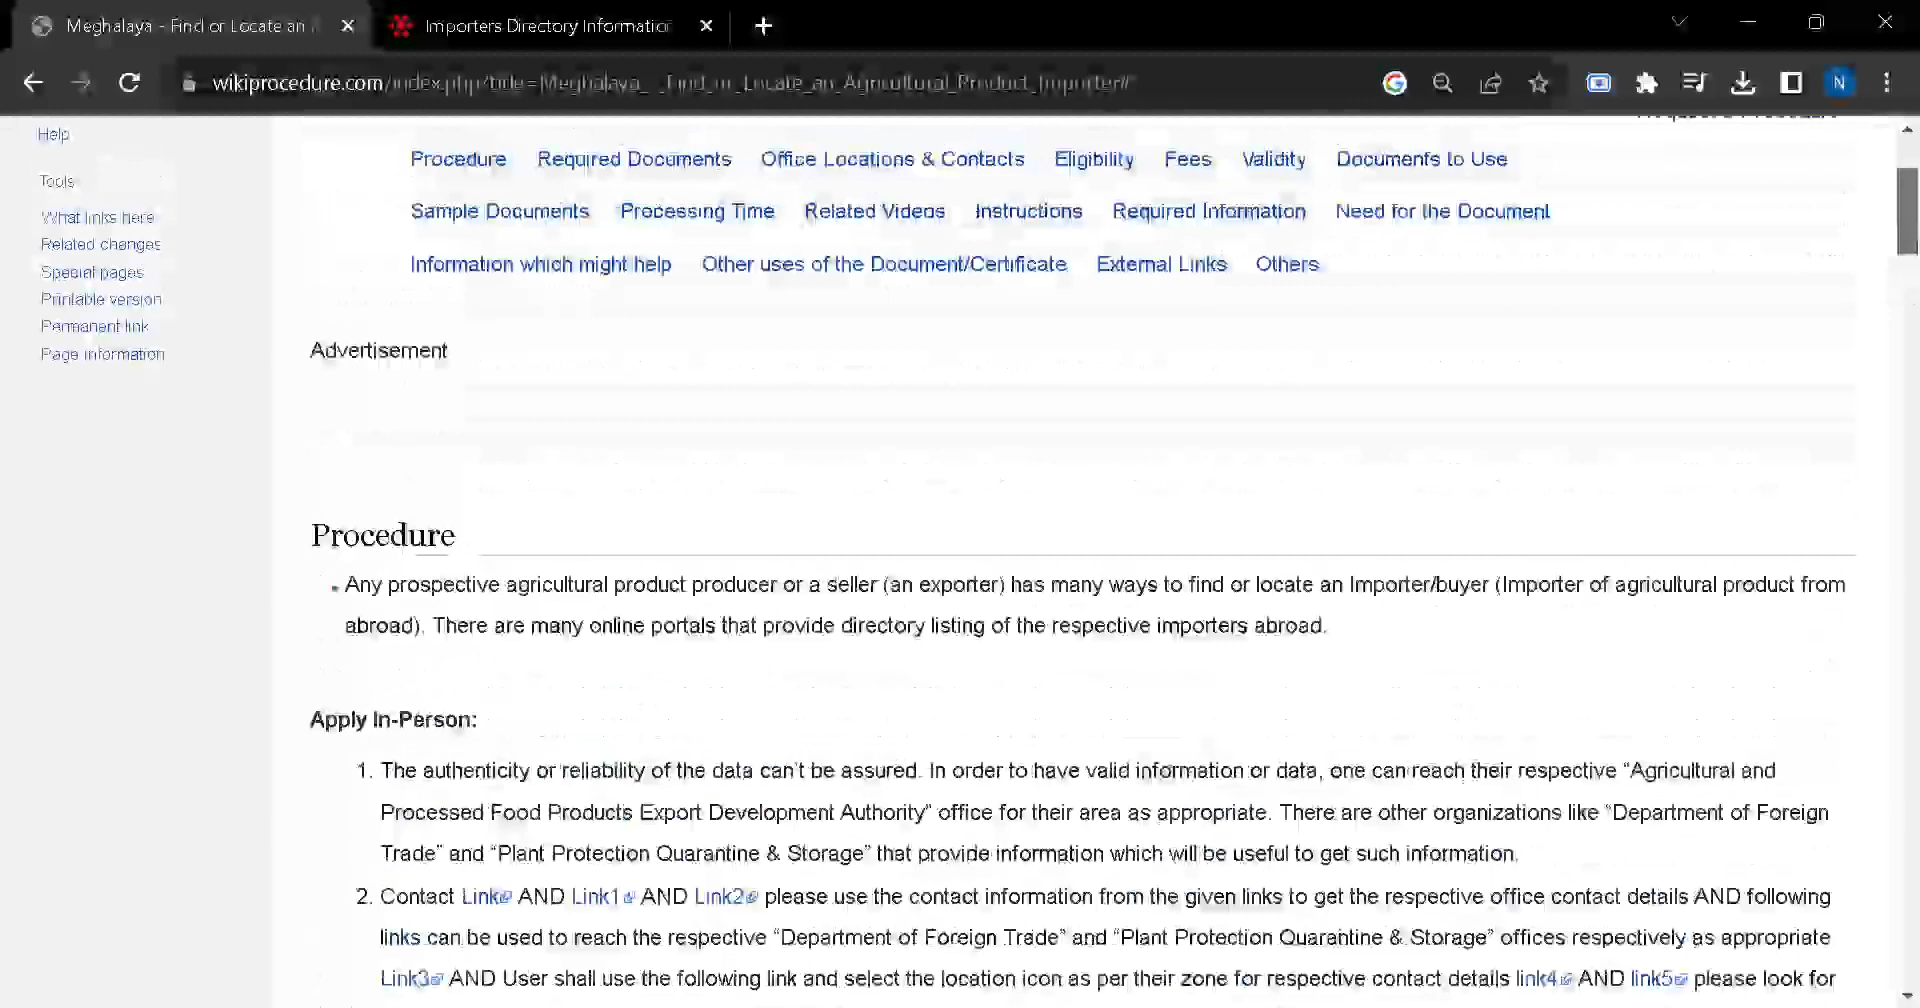 Meghalaya - Find or Locate an
Importers Directory Information
wikiprocedure.com/index.php?title=Meghalaya_-_Find_or_Locate_an_Agricultural_Product_Importer#
N
Help
Tools
What links here
Related changes
Special pages
Printable version
Permanent link
Page information
Procedure Required Documents Office Locations & Contacts Eligibility Fees Validity Documents to Use
Sample Documents Processing Time Related Videos Instructions Required Information Need for the Document
Information which might help Other uses of the Document/Certificate External Links Others
Advertisement
Procedure
Any prospective agricultural product producer or a seller (an exporter) has many ways to find or locate an Importer/buyer (Importer of agricultural product from
abroad). There are many online portals that provide directory listing of the respective importers abroad.
Apply In-Person:
1. The authenticity or reliability of the data can't be assured. In order to have valid information or data, one can reach their respective “Agricultural and
Processed Food Products Export Development Authority” office for their area as appropriate. There are other organizations like “Department of Foreign
Trade” and “Plant Protection Quarantine & Storage” that provide information which will be useful to get such information.
2. Contact Link AND Link1 AND Link2 please use the contact information from the given links to get the respective office contact details AND following
links can be used to reach the respective “Department of Foreign Trade” and “Plant Protection Quarantine & Storage” offices respectively as appropriate
Link3 AND User shall use the following link and select the location icon as per their zone for respective contact details link4 AND link5 please look for